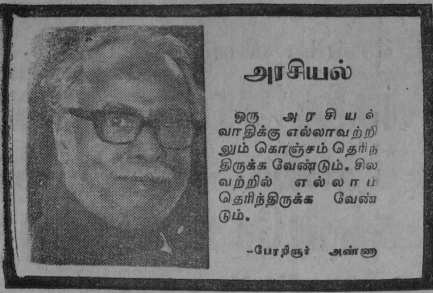 அரசியல்
ஒரு அரசியல்
வாதிக்கு எல்லாவற்றி
லும் கொஞ்சம் தெரிந்
திருக்க வேண்டும். சில
வற்றில் எல்லாம்
தெரிந்திருக்க வேண்
டும்.
-பேரறிஞர் அண்ணா